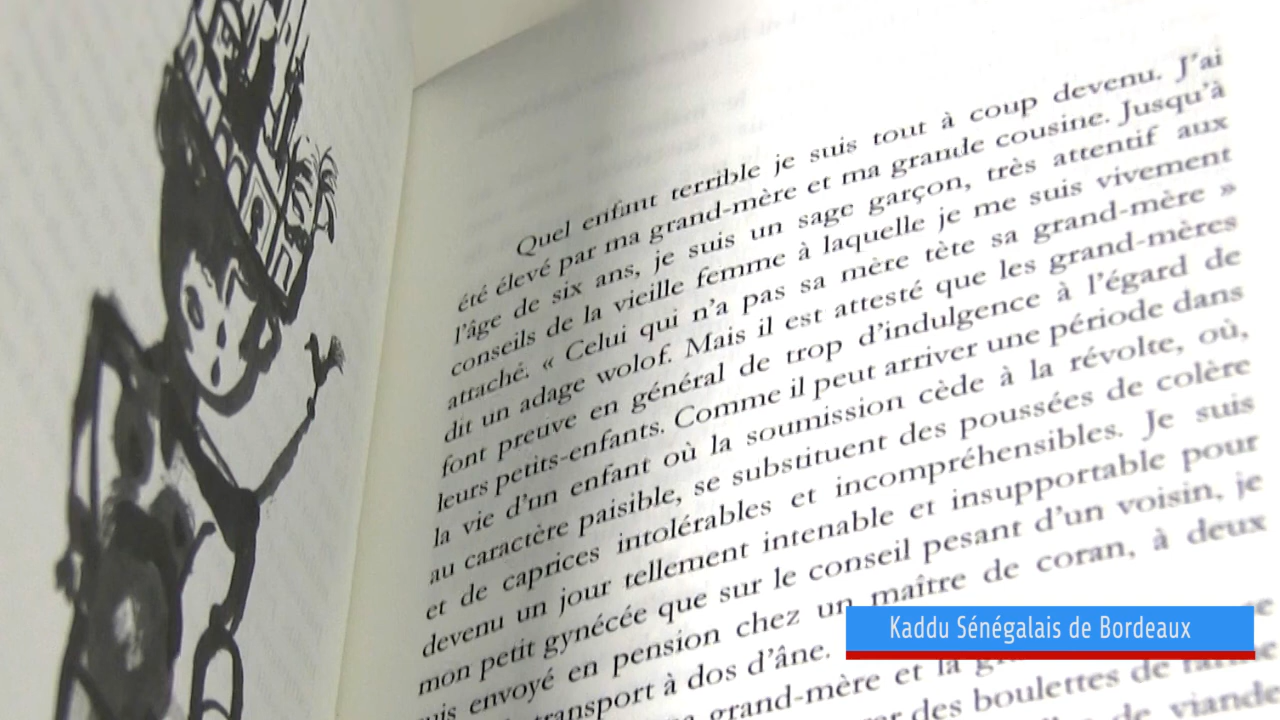 Quel enfant terrible je suis tout à coup devenu. J'ai
été élevé par ma grand-mère et ma grande cousine. Jusqu'à
l'âge de six ans, je suis un sage garçon, très attentif aux
conseils de la vieille femme à laquelle je me suis vivement
attaché. « Celui qui n'a pas sa mère tète sa grand-mère »
dit un adage wolof. Mais il est attesté que les grand-mères
font preuve en général de trop d'indulgence à l'égard de
leurs petits-enfants. Comme il peut arriver une période dans
la vie d'un enfant où la soumission cède à la révolte, où,
au caractère paisible, se substituent des poussées de colère
et de caprices intolérables et incompréhensibles. Je suis
devenu un jour tellement intenable et insupportable pour
mon petit gynécée que sur le conseil pesant d'un voisin, je
suis envoyé en pension chez un maître de coran, à deux
transport à dos d'âne.
grand-mère et la
des boulettes de farine
de viande
Kaddu Sénégalais de Bordeaux